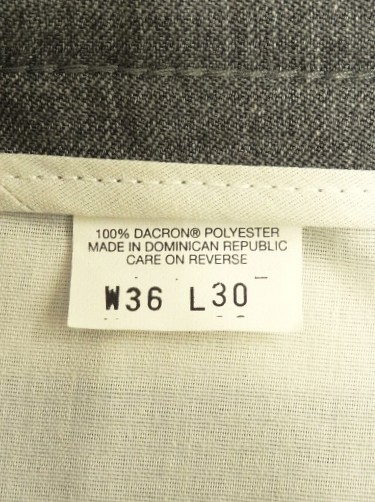 100% DACRON® POLYESTER
MADE IN DOMINICAN REPUBLIC
CARE ON REVERSE
W36 L30